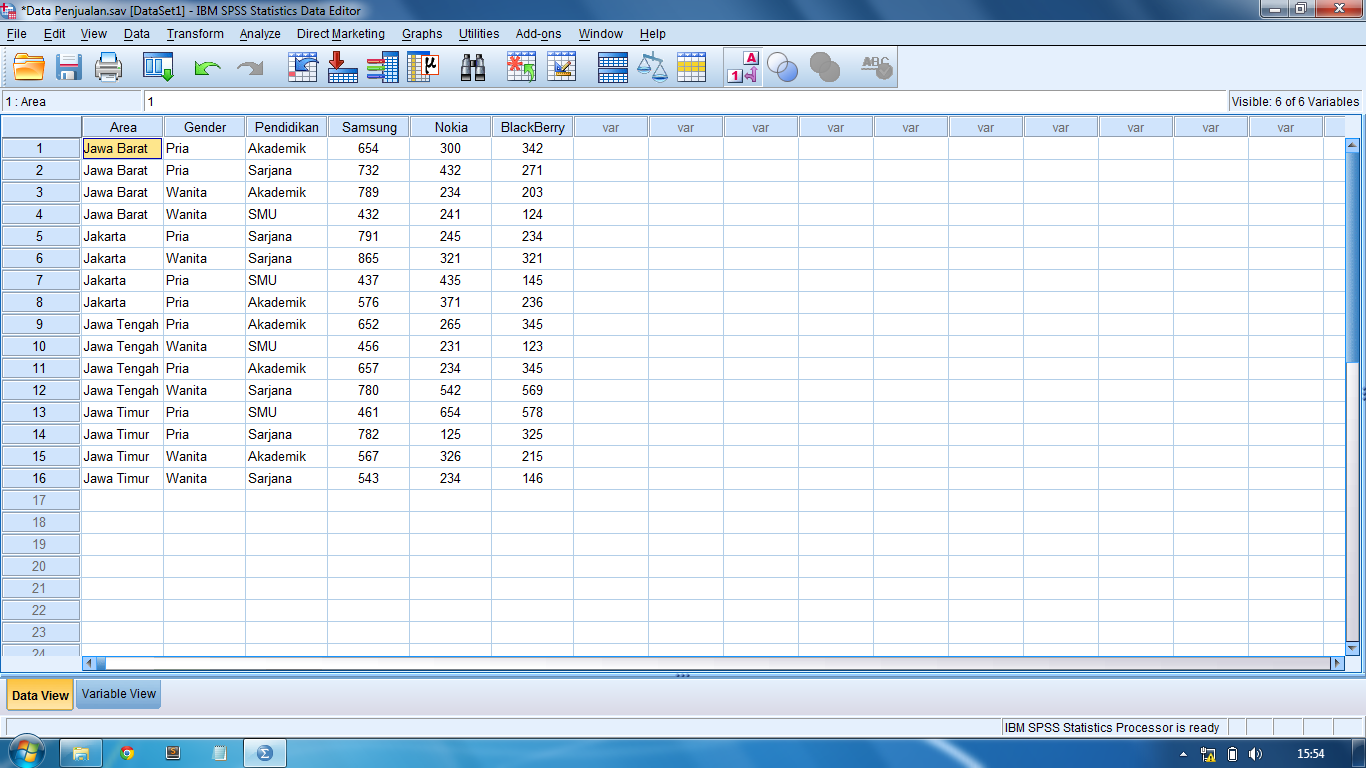 *Data Penjualan.sav [DataSet1] - IBM SPSS Statistics Data Editor
File Edit View Data Transform Analyze Direct Marketing Graphs Utilities Add-ons Window Help
1 : Area 1 Visible: 6 of 6 Variables
Area Gender Pendidikan Samsung Nokia BlackBerry var var var var var var var var var var
1 Jawa Barat Pria Akademik 654 300 342
2 Jawa Barat Pria Sarjana 732 432 271
3 Jawa Barat Wanita Akademik 789 234 203
4 Jawa Barat Wanita SMU 432 241 124
5 Jakarta Pria Sarjana 791 245 234
6 Jakarta Wanita Sarjana 865 321 321
7 Jakarta Pria SMU 437 435 145
8 Jakarta Pria Akademik 576 371 236
9 Jawa Tengah Pria Akademik 652 265 345
10 Jawa Tengah Wanita SMU 456 231 123
11 Jawa Tengah Pria Akademik 657 234 345
12 Jawa Tengah Wanita Sarjana 780 542 569
13 Jawa Timur Pria SMU 461 654 578
14 Jawa Timur Pria Sarjana 782 125 325
15 Jawa Timur Wanita Akademik 567 326 215
16 Jawa Timur Wanita Sarjana 543 234 146
17
18
19
20
21
22
23
24
Data View Variable View
IBM SPSS Statistics Processor is ready
15:54